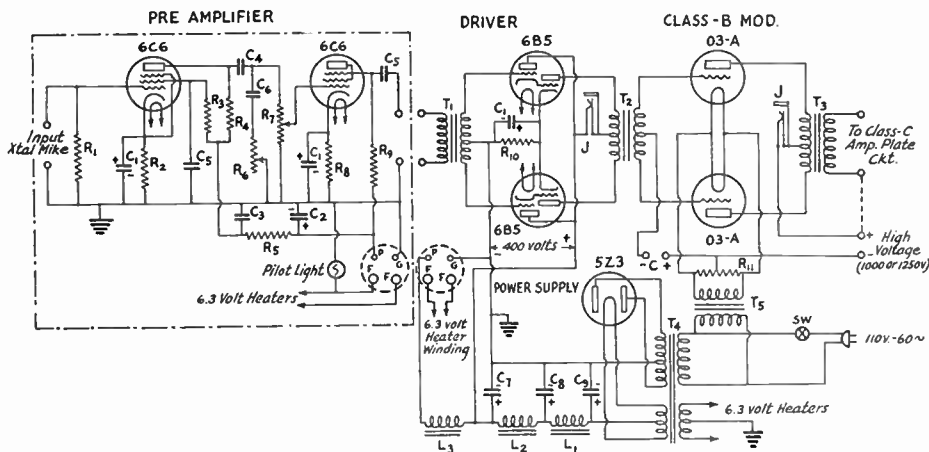 PRE AMPLIFIER
DRIVER
CLASS-B MOD.
6C6
6C6
6B5
03-A
C4
C6
C5
R3
R4
R7
R6
Input
Xtal Mike
R1
+
C1
-
R2
C5
+
C1
-
R8
R9
C3
-
C2
+
R5
Pilot Light
P
G
F
F
6.3 Volt Heaters
T1
C1
-
+
R10
J
T2
6B5
- 400 volts +
P
G
F
F
6.3 volt
Heater
Winding
J
T3
To Class-C
Amp. Plate
Ckt.
03-A
+
High
Voltage
(1000 OR 1250V)
-
- C +
R11
5Z3
POWER SUPPLY
T4
T5
SW
110V.-60~
-
C7
+
-
C8
+
C9
-
+
L3
L2
L1
6.3 volt Heaters